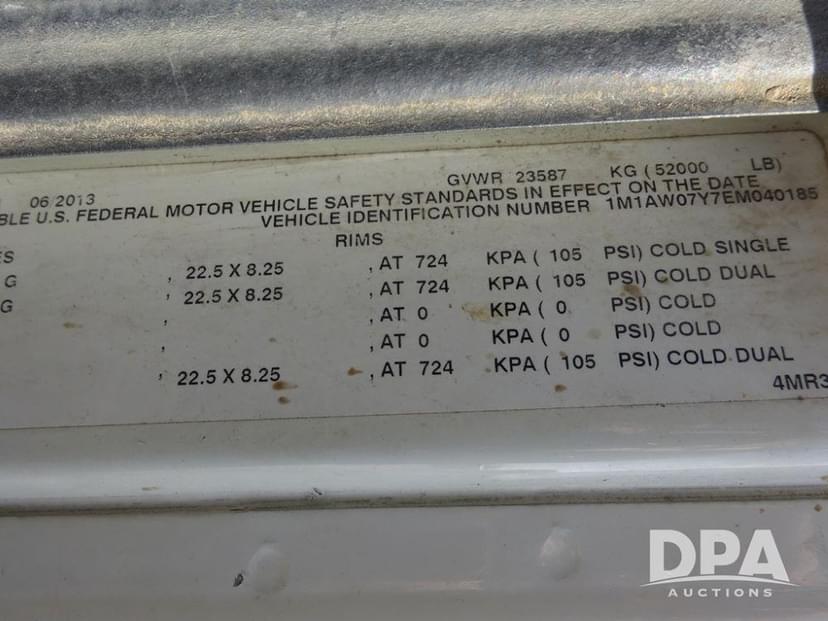 06/2013 GVWR 23587 KG ( 52000 LB)
BLE U.S. FEDERAL MOTOR VEHICLE SAFETY STANDARDS IN EFFECT ON THE DATE
VEHICLE IDENTIFICATION NUMBER 1M1AW07Y7EM040185
ES RIMS
G , 22.5 X 8.25 , AT 724 KPA ( 105 PSI) COLD SINGLE
G , 22.5 X 8.25 , AT 724 KPA ( 105 PSI) COLD DUAL
, , AT 0 KPA ( 0 PSI) COLD
, , AT 0 KPA ( 0 PSI) COLD
, 22.5 X 8.25 , AT 724 KPA ( 105 PSI) COLD DUAL
4MR3
DPA
AUCTIONS